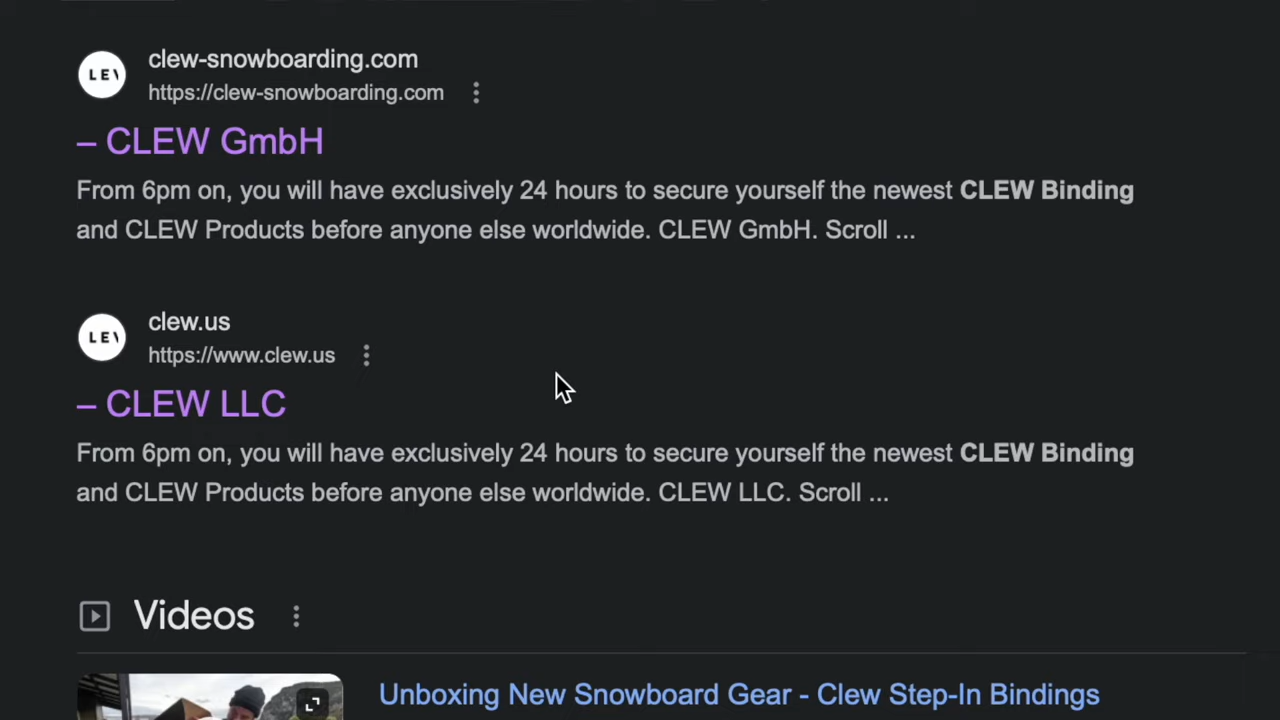 LEW
clew-snowboarding.com
https://clew-snowboarding.com
– CLEW GmbH
From 6pm on, you will have exclusively 24 hours to secure yourself the newest CLEW Binding
and CLEW Products before anyone else worldwide. CLEW GmbH. Scroll ...
LEW
clew.us
https://www.clew.us
– CLEW LLC
From 6pm on, you will have exclusively 24 hours to secure yourself the newest CLEW Binding
and CLEW Products before anyone else worldwide. CLEW LLC. Scroll ...
Videos
Unboxing New Snowboard Gear - Clew Step-In Bindings